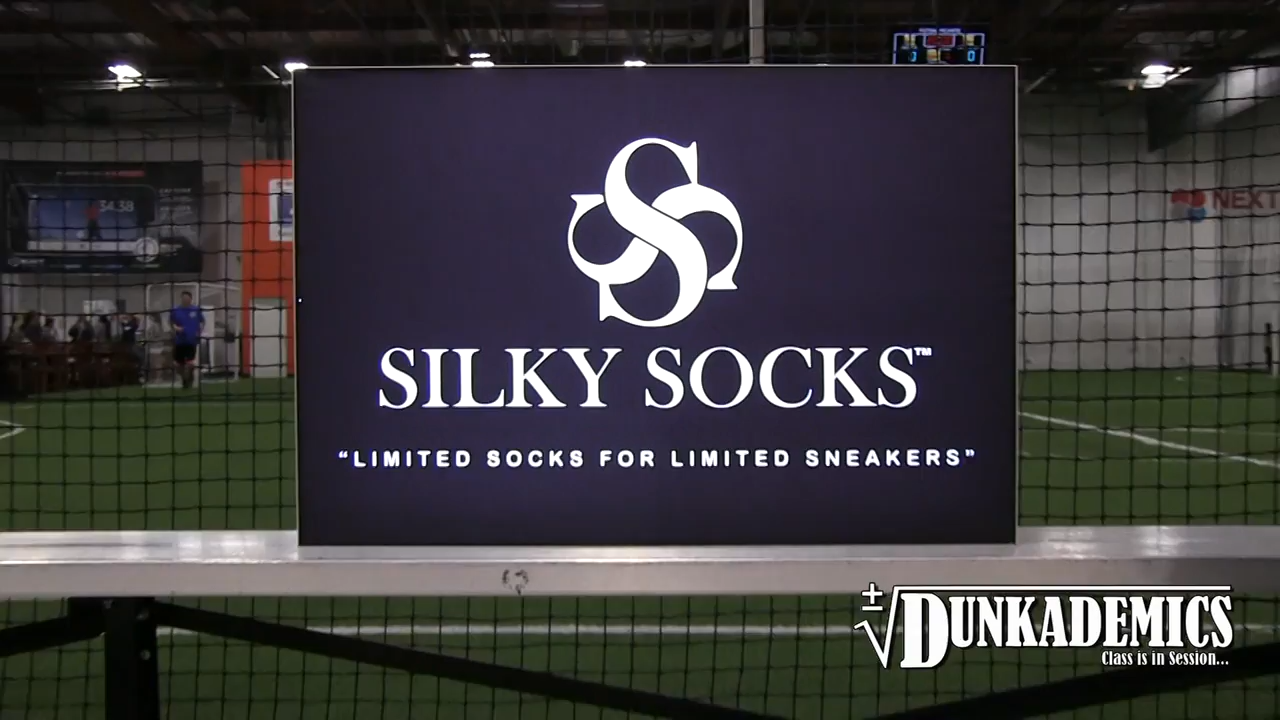 34.38
NEXT
SILKY SOCKS™
“LIMITED SOCKS FOR LIMITED SNEAKERS”
±√DUNKADEMICS
Class is in Session...